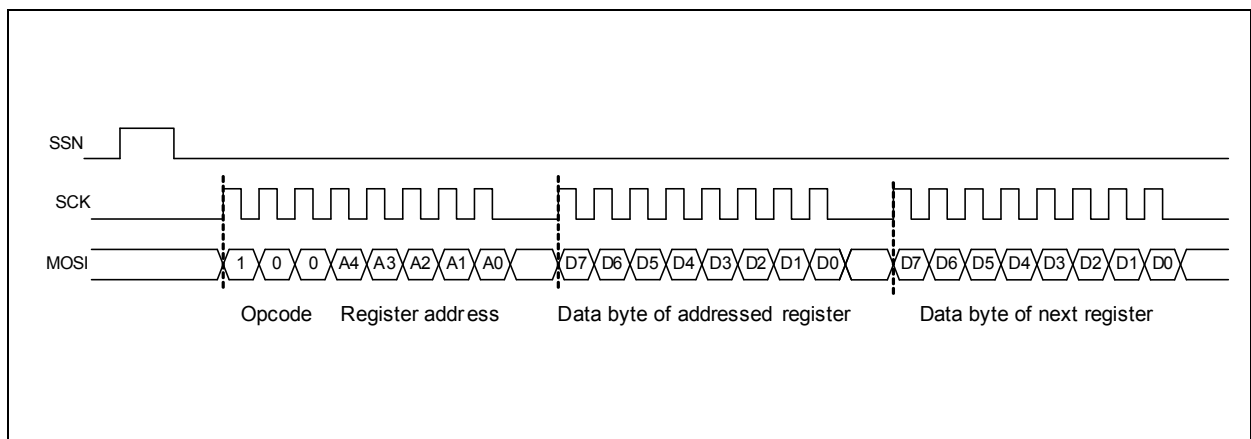 SSN
SCK
MOSI 1 0 0 A4 A3 A2 A1 A0 D7 D6 D5 D4 D3 D2 D1 D0 D7 D6 D5 D4 D3 D2 D1 D0
Opcode Register address Data byte of addressed register Data byte of next register